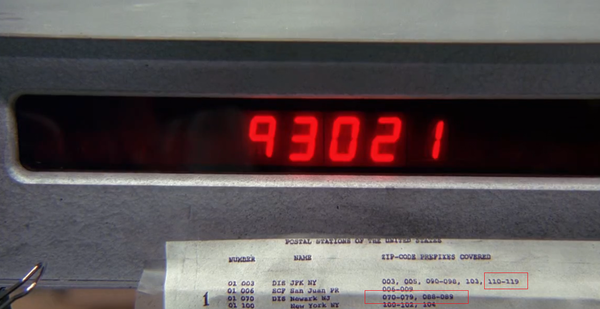 93021
POSTAL STATIONS OF THE UNITED STATES
NUMBER NAME ZIP-CODE PREFIXES COVERED
01 003 DIS JFK NY 003, 005, 090-098, 103, 110-119
01 006 BCF San Juan PR 006-009
1 01 070 DIS Newark NJ 070-079, 088-089
01 100 New York NY 100-102, 104